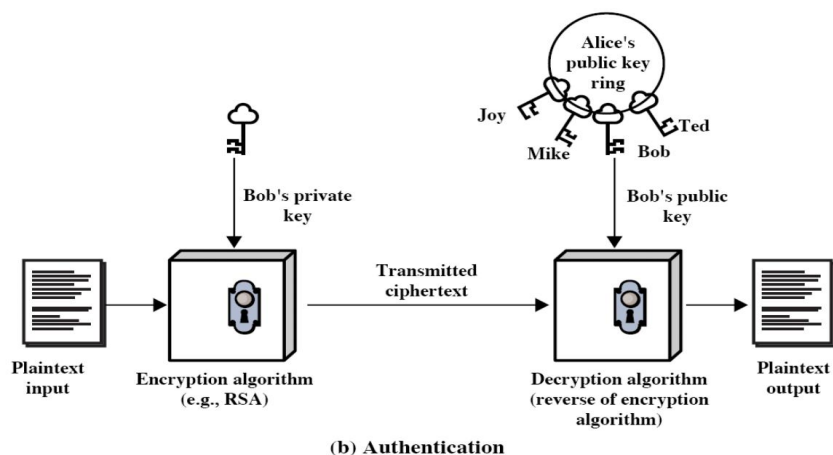 Alice's
public key
ring
Joy
Ted
Mike
Bob
Bob's private
key
Bob's public
key
Transmitted
ciphertext
Plaintext
input
Encryption algorithm
(e.g., RSA)
Decryption algorithm
(reverse of encryption
algorithm)
Plaintext
output
(b) Authentication